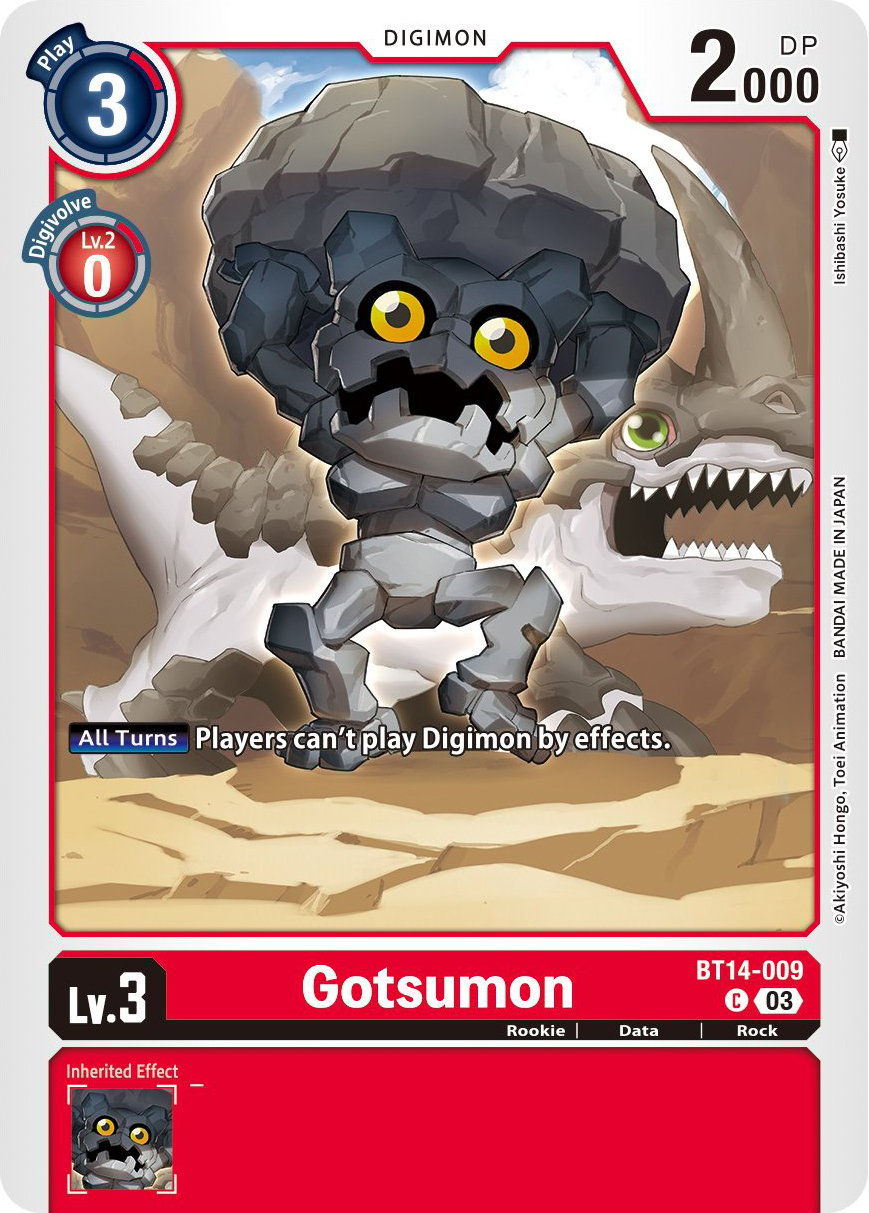 DIGIMON
Play
3
DP
2000
Digivolve
Lv.2
0
Ishibashi Yosuke
BANDAI MADE IN JAPAN
©Akiyoshi Hongo, Toei Animation
All Turns Players can't play Digimon by effects.
Lv.3
Gotsumon
BT14-009
C 03
Rookie | Data | Rock
Inherited Effect
–